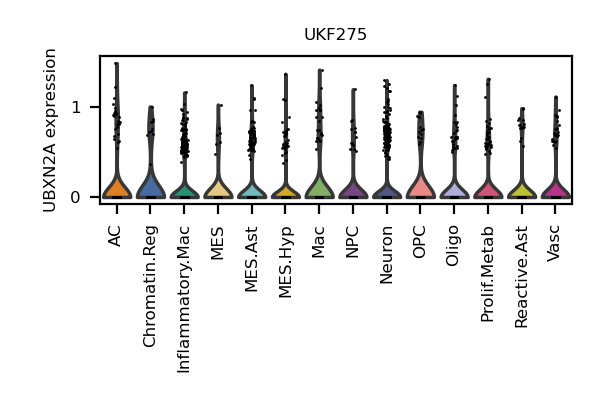 UKF275
UBXN2A expression
1
0
AC
Chromatin.Reg
Inflammatory.Mac
MES
MES.Ast
MES.Hyp
Mac
NPC
Neuron
OPC
Oligo
Prolif.Metab
Reactive.Ast
Vasc